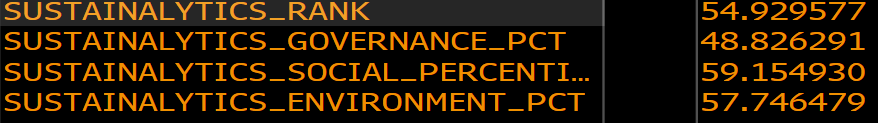 SUSTAINALYTICS_RANK 54.929577
SUSTAINALYTICS_GOVERNANCE_PCT 48.826291
SUSTAINALYTICS_SOCIAL_PERCENTI... 59.154930
SUSTAINALYTICS_ENVIRONMENT_PCT 57.746479